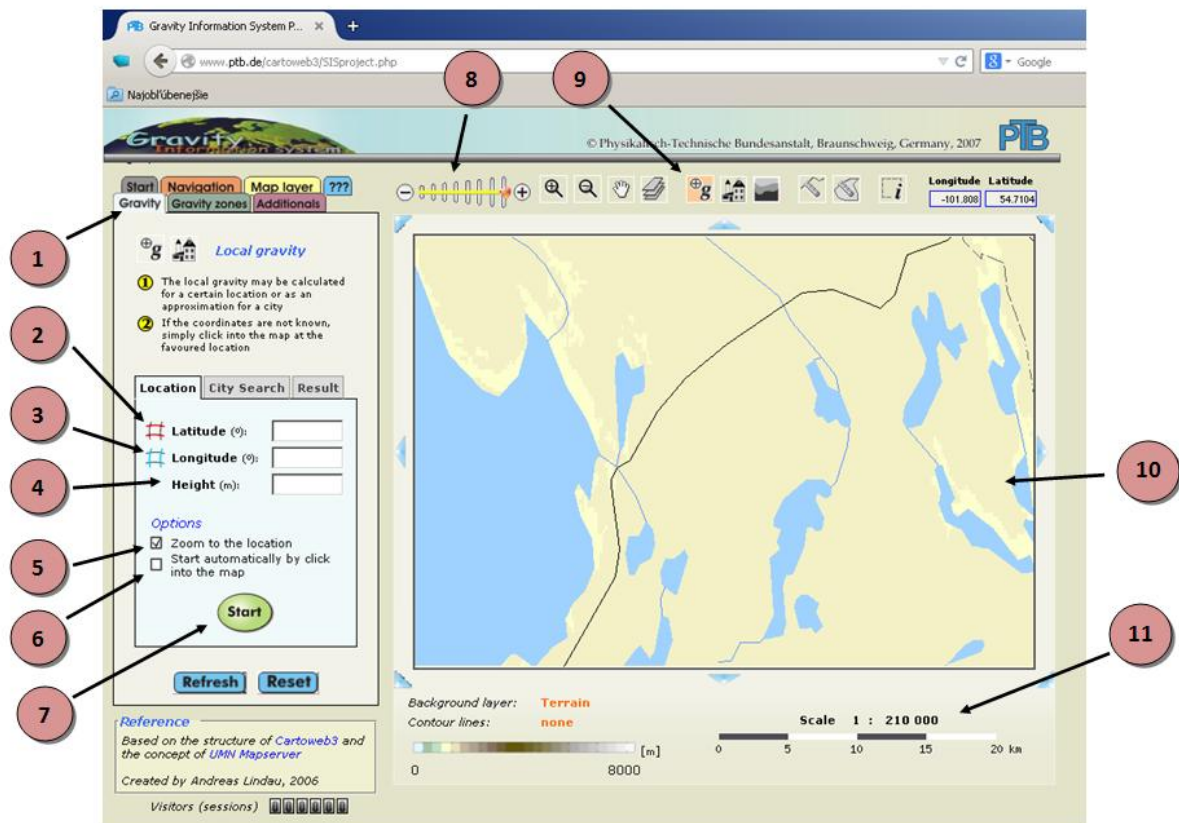 Gravity Information System P...
www.ptb.de/cartoweb3/SISproject.php
Google
Najobľúbenejšie
8
9
Gravity
Information system
© Physikalisch-Technische Bundesanstalt, Braunschweig, Germany, 2007
PTB
Start Navigation Map layer ???
Gravity Gravity zones Additionals
Longitude Latitude
-101.808 54.7104
1
g Local gravity
1 The local gravity may be calculated
for a certain location or as an
approximation for a city
2 If the coordinates are not known,
simply click into the map at the
favoured location
2
Location City Search Result
3
Latitude (º):
Longitude (º):
4
Height (m):
10
Options
5
Zoom to the location
Start automatically by click
into the map
6
Start
11
7
Refresh Reset
Background layer: Terrain
Contour lines: none
[m]
0 8000
Scale 1 : 210 000
0 5 10 15 20 km
Reference
Based on the structure of Cartoweb3 and
the concept of UMN Mapserver
Created by Andreas Lindau, 2006
Visitors (sessions) 000000